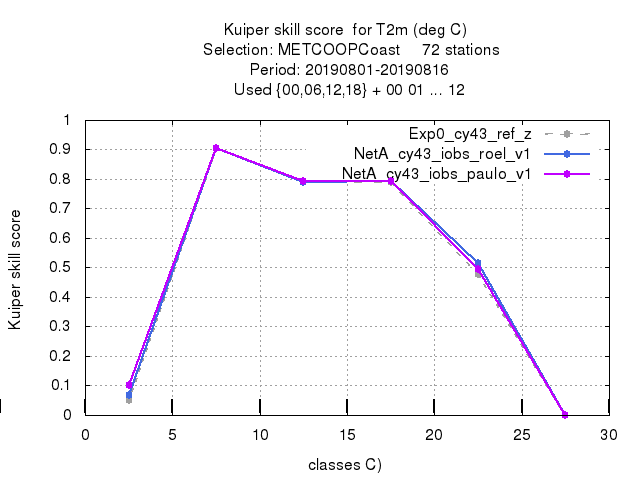 Kuiper skill score  for T2m (deg C)
Selection: METCOOPCoast     72 stations
Period: 20190801-20190816
Used {00,06,12,18} + 00 01 ... 12
Exp0_cy43_ref_z
NetA_cy43_iobs_roel_v1
NetA_cy43_iobs_paulo_v1
Kuiper skill score
1
0.9
0.8
0.7
0.6
0.5
0.4
0.3
0.2
0.1
0
0 5 10 15 20 25 30
classes C)